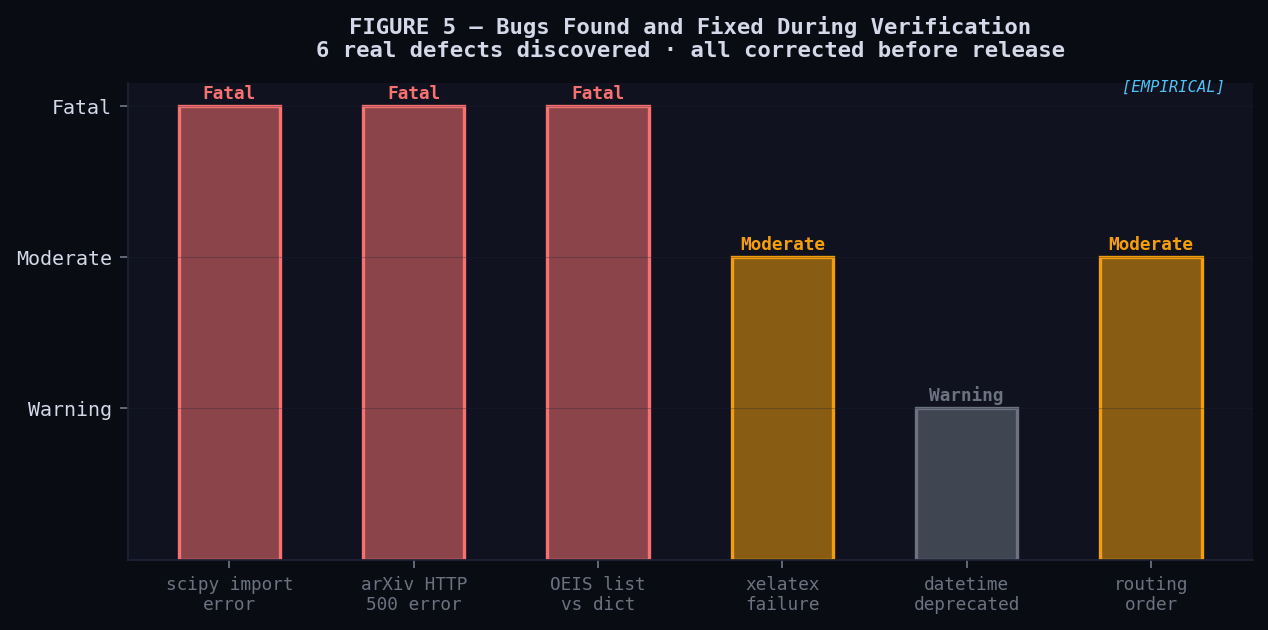 FIGURE 5 — Bugs Found and Fixed During Verification
6 real defects discovered · all corrected before release
[EMPIRICAL]
Fatal
Moderate
Warning
Fatal
Fatal
Fatal
Moderate
Warning
Moderate
scipy import
error
arXiv HTTP
500 error
OEIS list
vs dict
xelatex
failure
datetime
deprecated
routing
order